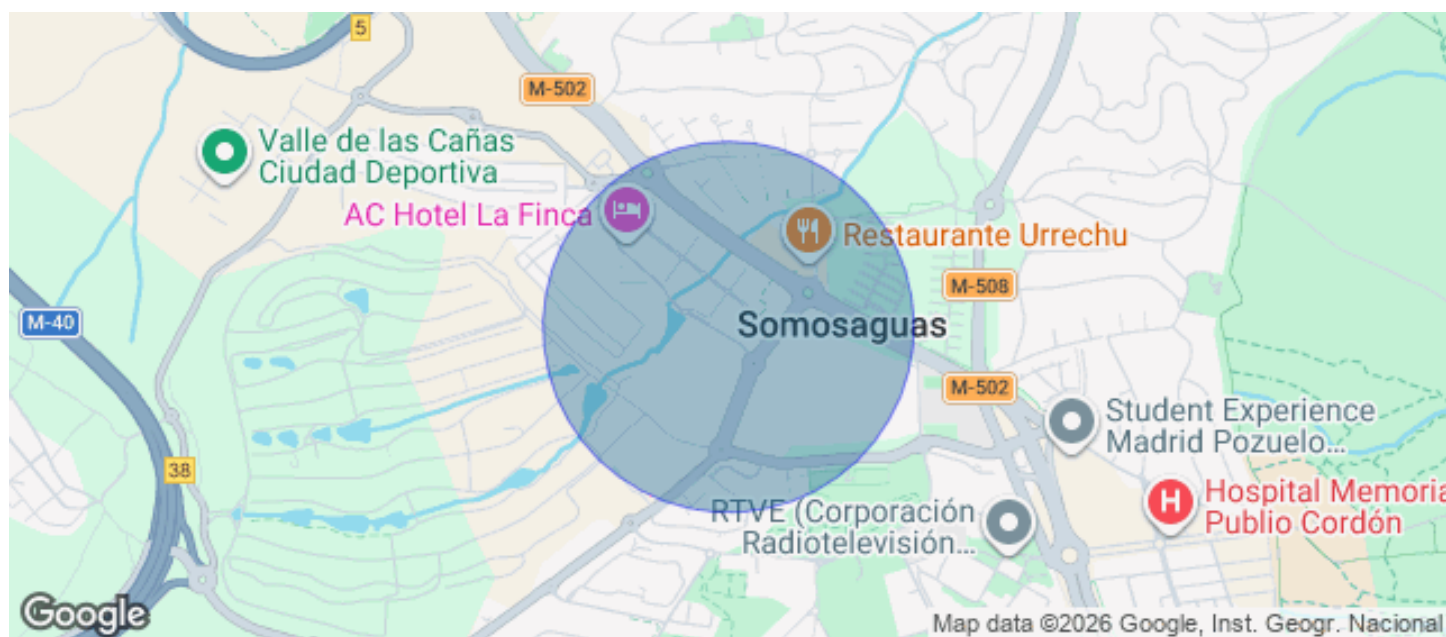 5
M-502
Valle de las Cañas
Ciudad Deportiva
AC Hotel La Finca
Restaurante Urrechu
M-508
M-40
Somosaguas
M-502
Student Experience
Madrid Pozuelo...
38
Hospital Memoria
Publio Cordón
RTVE (Corporación
Radiotelevisión...
Google
Map data ©2026 Google, Inst. Geogr. Nacional